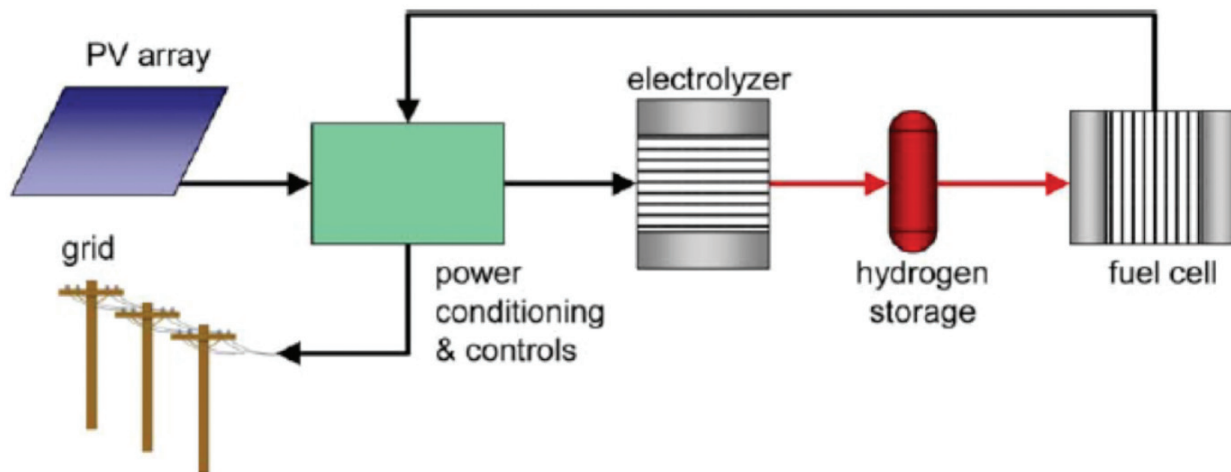 PV array
electrolyzer
grid
power
conditioning
& controls
hydrogen
storage
fuel cell